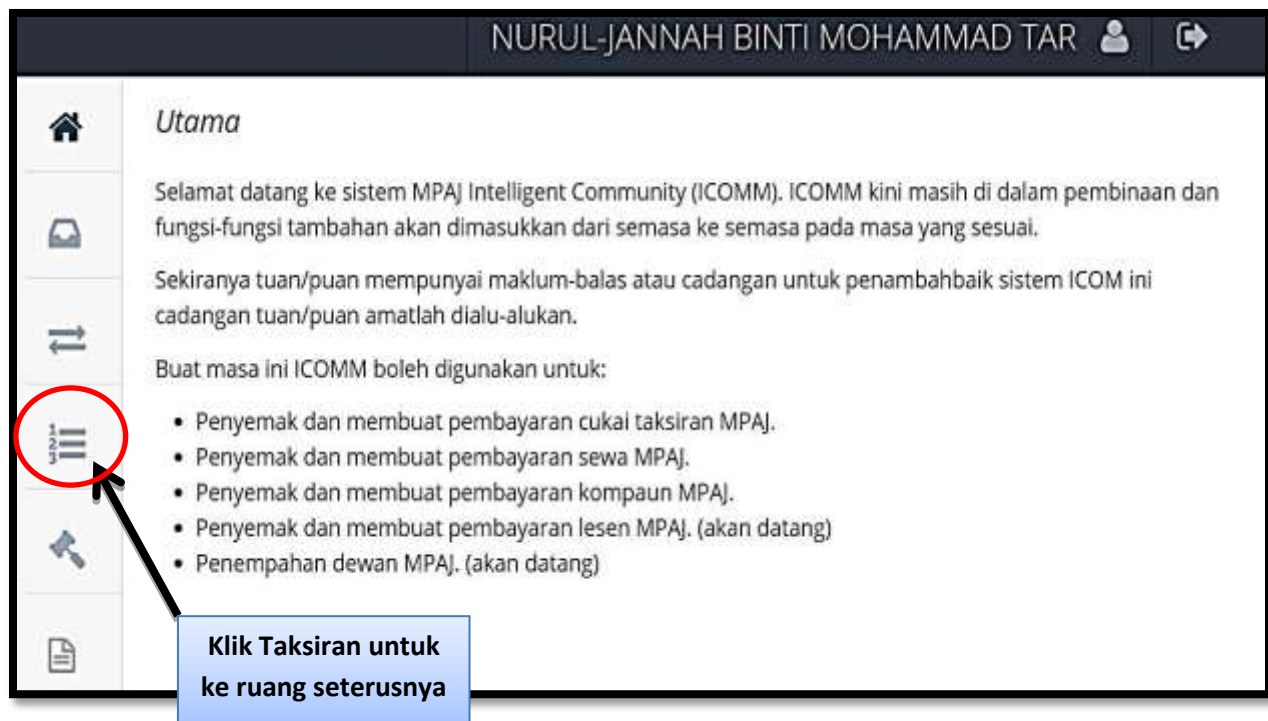 NURUL-JANNAH BINTI MOHAMMAD TAR
Utama
Selamat datang ke sistem MPAJ Intelligent Community (ICOMM). ICOMM kini masih di dalam pembinaan dan
fungsi-fungsi tambahan akan dimasukkan dari semasa ke semasa pada masa yang sesuai.
Sekiranya tuan/puan mempunyai maklum-balas atau cadangan untuk penambahbaik sistem ICOM ini
cadangan tuan/puan amatlah dialu-alukan.
Buat masa ini ICOMM boleh digunakan untuk:
• Penyemak dan membuat pembayaran cukai taksiran MPAJ.
• Penyemak dan membuat pembayaran sewa MPAJ.
• Penyemak dan membuat pembayaran kompaun MPAJ.
• Penyemak dan membuat pembayaran lesen MPAJ. (akan datang)
• Penempahan dewan MPAJ. (akan datang)
Klik Taksiran untuk
ke ruang seterusnya